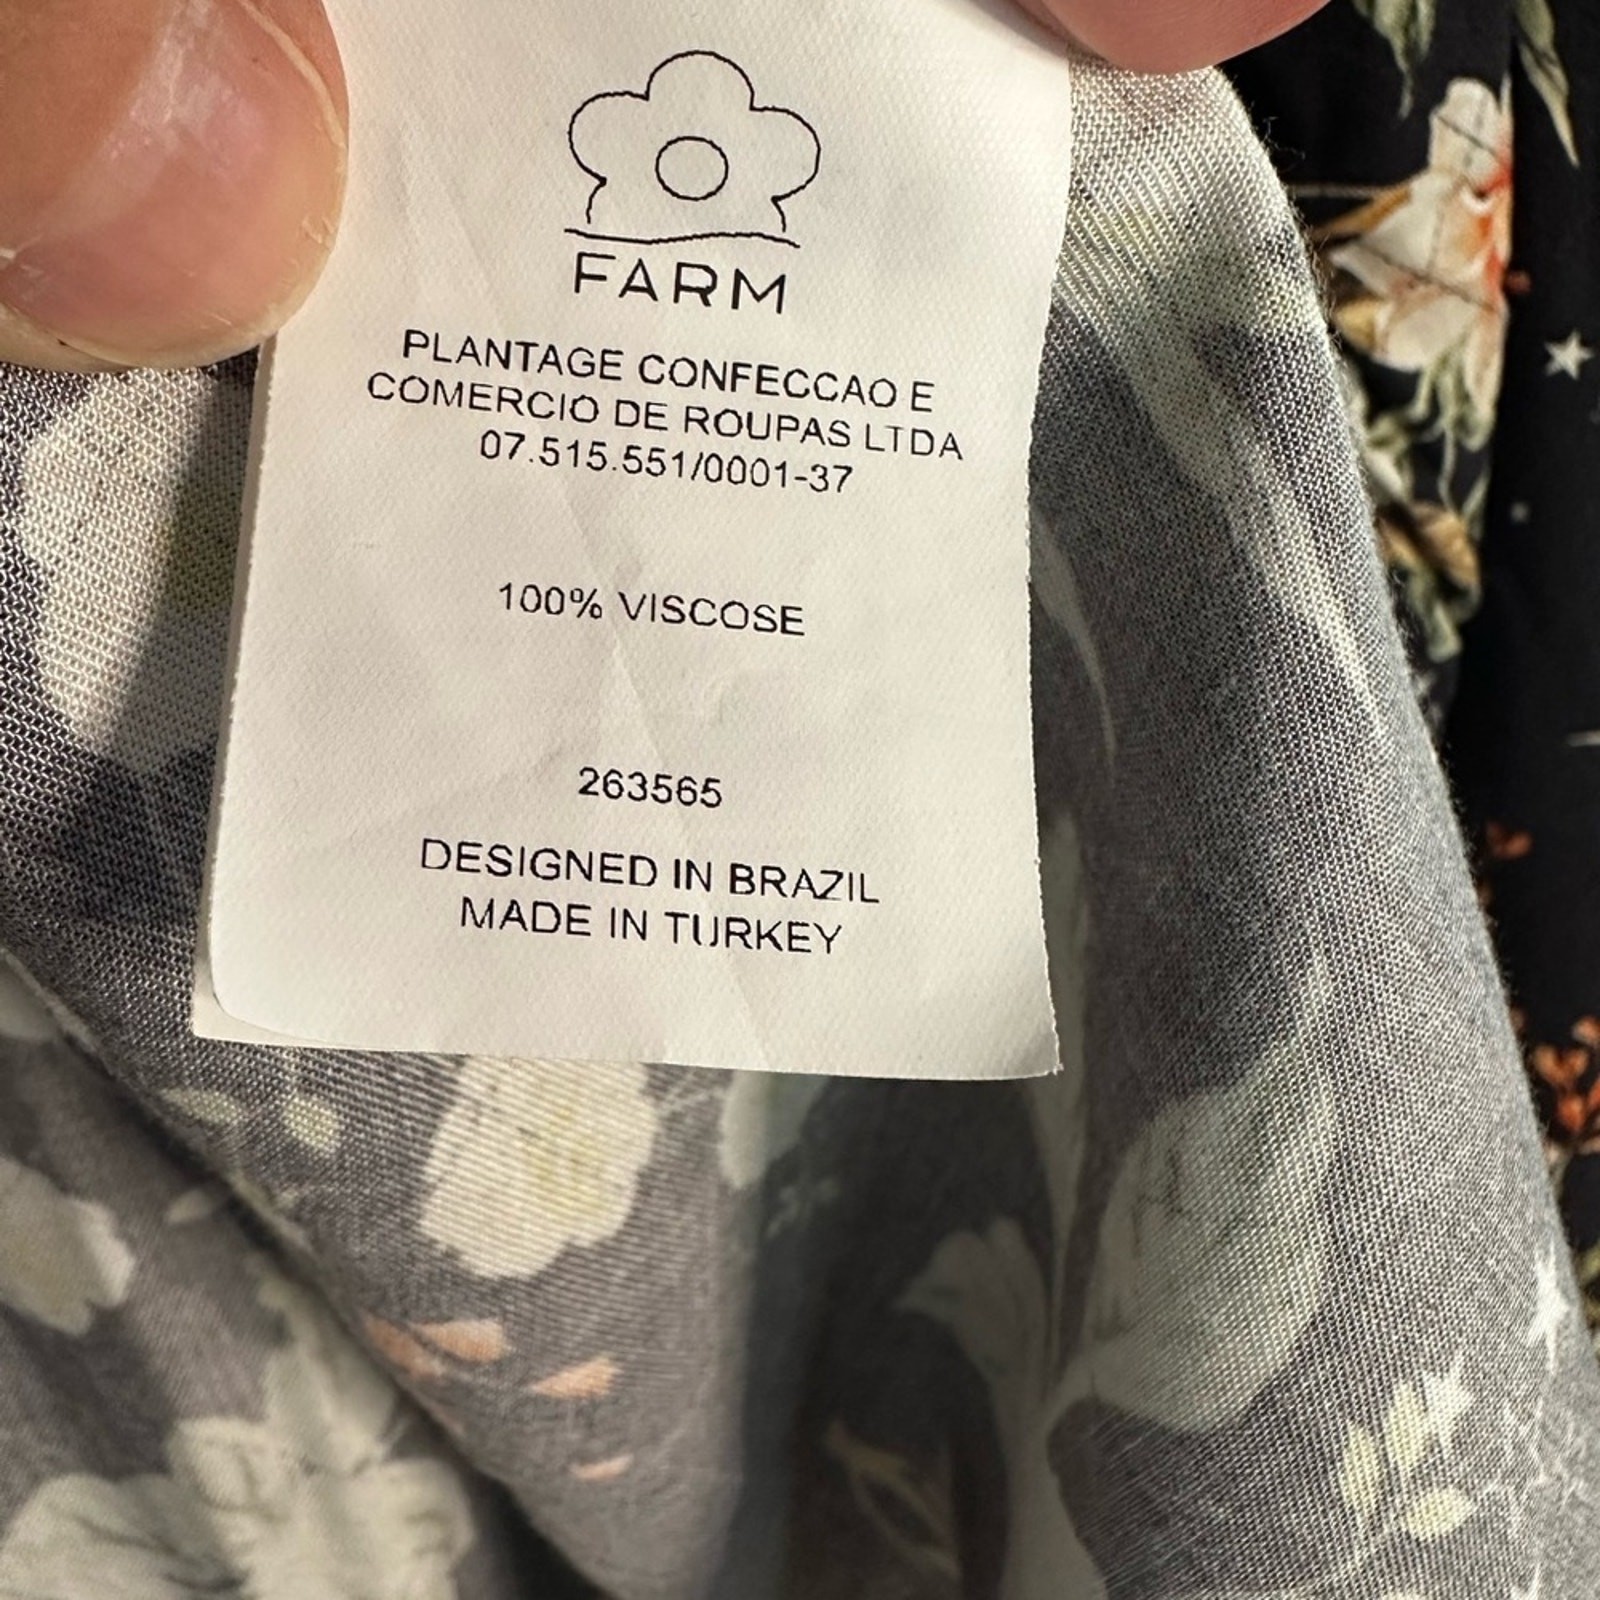 FARM
PLANTAGE CONFECCAO E
COMERCIO DE ROUPAS LTDA
07.515.551/0001-37
100% VISCOSE
263565
DESIGNED IN BRAZIL
MADE IN TURKEY